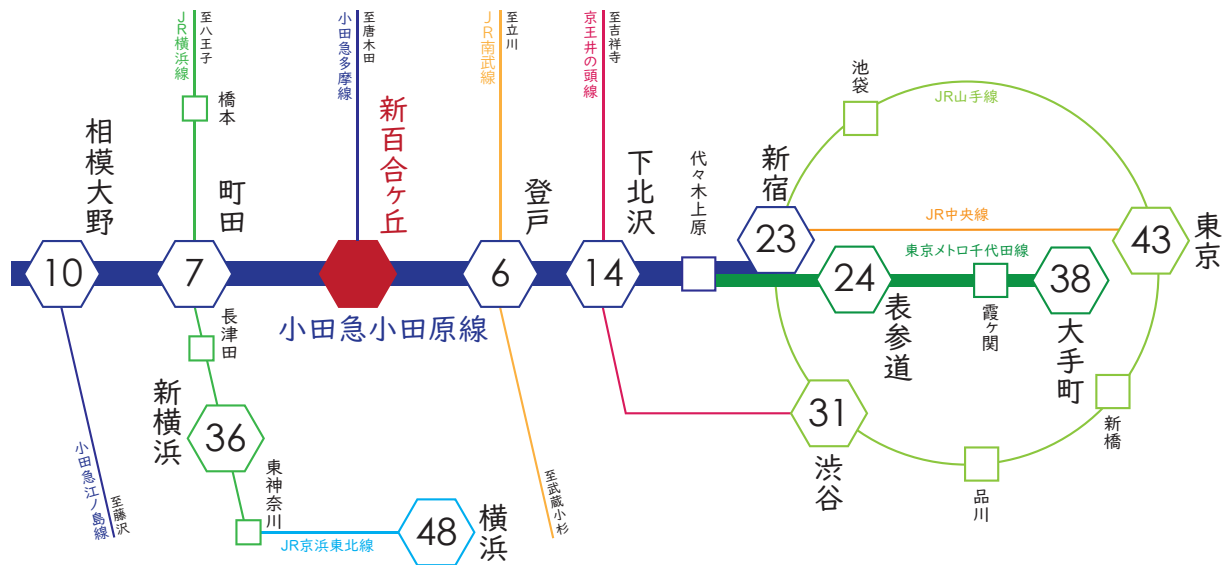 至八王子
JR横浜線
橋本
相模大野
10
町田
7
長津田
新横浜
36
東神奈川
JR京浜東北線
48
横浜
小田急江ノ島線
至藤沢
至唐木田
小田急多摩線
新百合ヶ丘
小田急小田原線
至立川
JR南武線
登戸
6
至武蔵小杉
至吉祥寺
京王井の頭線
下北沢
14
代々木上原
新宿
23
池袋
JR山手線
JR中央線
43
東京
東京メトロ千代田線
24
表参道
霞ヶ関
38
大手町
31
渋谷
品川
新橋